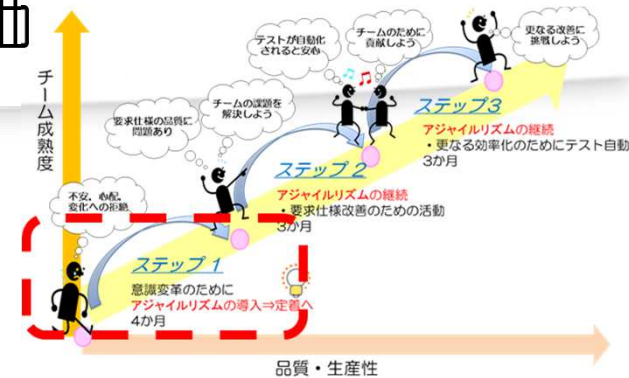 テストが自動化
されると安心
チームのために
貢献しよう
更なる改善に
挑戦しよう
要求仕様の品質に
問題あり
チームの課題を
解決しよう
不安、心配、
変化への拒絶
チーム成熟度
ステップ3
アジャイルリズムの継続
・更なる効率化のためにテスト自動
3か月
ステップ2
アジャイルリズムの継続
・要求仕様改善のための活動
3か月
ステップ1
意識変革のために
アジャイルリズムの導入⇒定着へ
4か月
品質・生産性